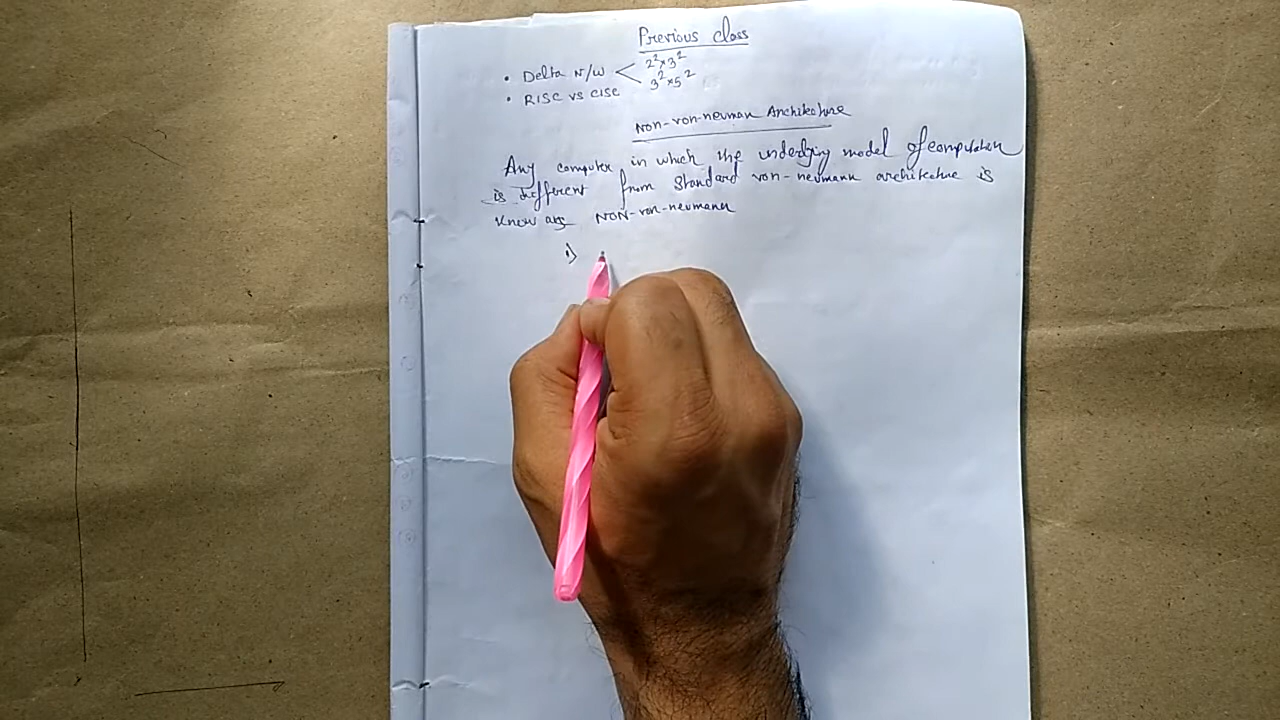 Previous class
• Delta N/W < 2²×3²
3²×5²
• RISC VS CISC
Non-von-neuman Architecture
Any computer in which the underlying model of computation
is different from standard von-neumann architecture is
know as NON-von-neumann
1)